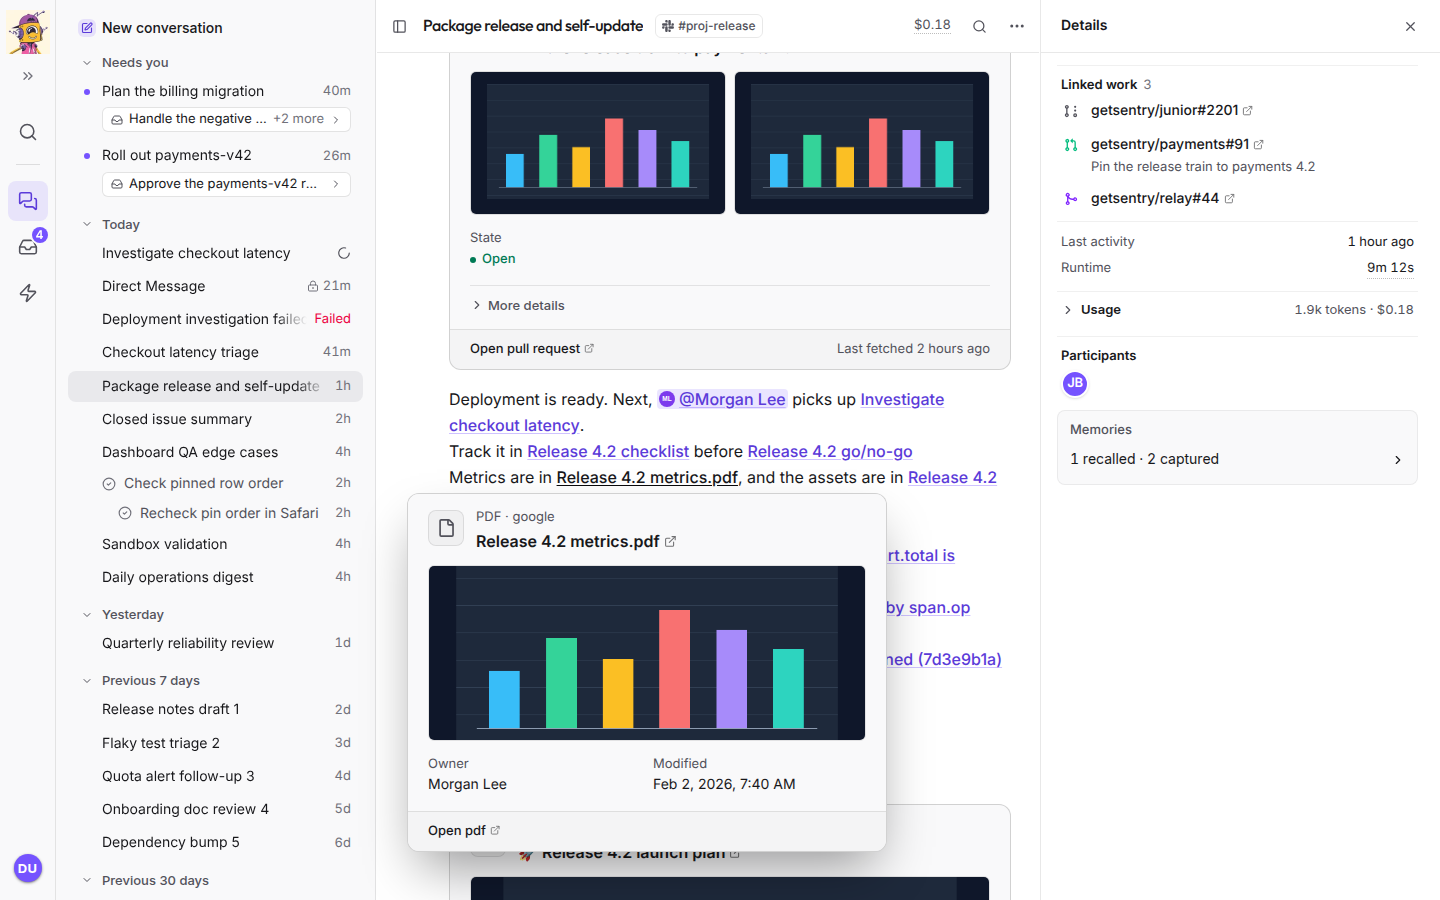 New conversation
Needs you
Plan the billing migration 40m
Handle the negative ... +2 more
Roll out payments-v42 26m
Approve the payments-v42 r...
Today
Investigate checkout latency
Direct Message 21m
Deployment investigation failed Failed
Checkout latency triage 41m
Package release and self-update 1h
Closed issue summary 2h
Dashboard QA edge cases 4h
Check pinned row order 2h
Recheck pin order in Safari 2h
Sandbox validation 4h
Daily operations digest 4h
Yesterday
Quarterly reliability review 1d
Previous 7 days
Release notes draft 1 2d
Flaky test triage 2 3d
Quota alert follow-up 3 4d
Onboarding doc review 4 5d
Dependency bump 5 6d
Previous 30 days
4
DU
Package release and self-update #proj-release $0.18
State
Open
More details
Open pull request Last fetched 2 hours ago
Deployment is ready. Next, ML @Morgan Lee picks up Investigate
checkout latency.
Track it in Release 4.2 checklist before Release 4.2 go/no-go
Metrics are in Release 4.2 metrics.pdf, and the assets are in Release 4.2
PDF · google
Release 4.2 metrics.pdf
Owner Modified
Morgan Lee Feb 2, 2026, 7:40 AM
Open pdf
rt.total is
by span.op
ned (7d3e9b1a)
🚀 Release 4.2 launch plan
Details
Linked work 3
getsentry/junior#2201
getsentry/payments#91
Pin the release train to payments 4.2
getsentry/relay#44
Last activity 1 hour ago
Runtime 9m 12s
Usage 1.9k tokens · $0.18
Participants
JB
Memories
1 recalled · 2 captured